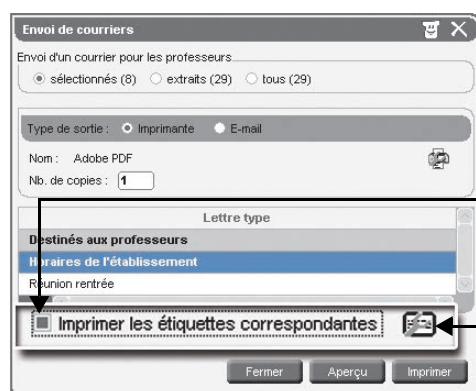 Envoi de courriers
Envoi d'un courrier pour les professeurs
sélectionnés (8) extraits (29) tous (29)
Type de sortie : Imprimante E-mail
Nom : Adobe PDF
Nb. de copies : 1
Lettre type
Destinés aux professeurs
Horaires de l'établissement
Réunion rentrée
Imprimer les étiquettes correspondantes
Fermer Aperçu Imprimer